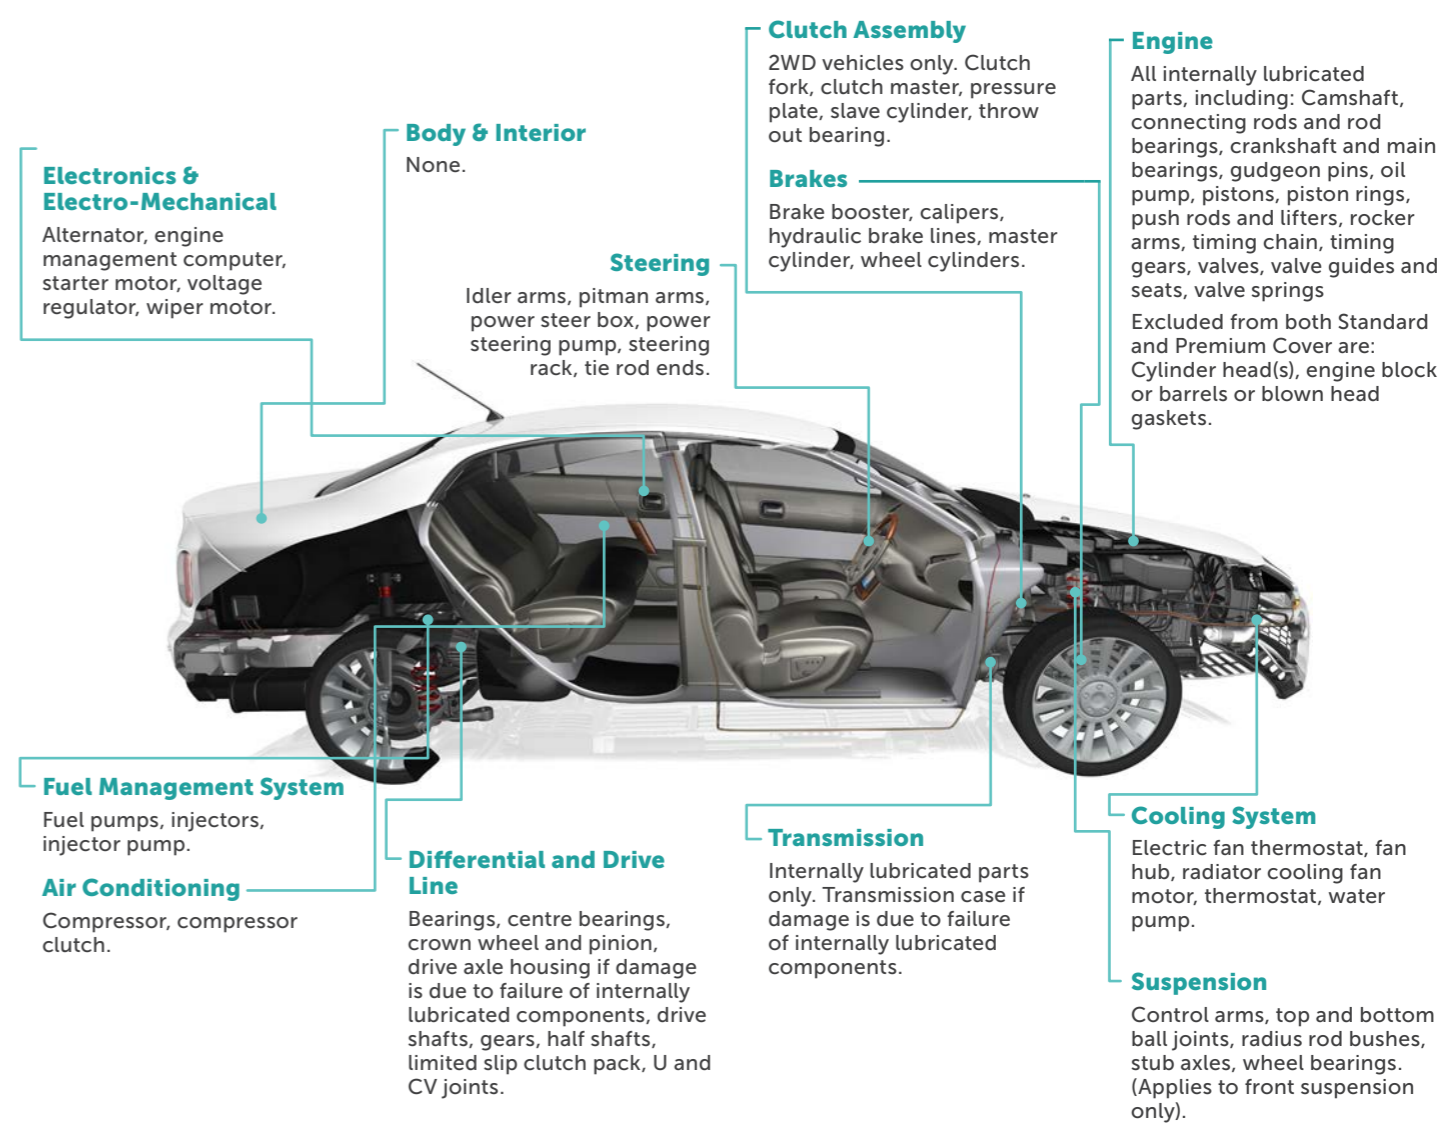 Electronics &
Electro-Mechanical
Alternator, engine
management computer,
starter motor, voltage
regulator, wiper motor.
Body & Interior
None.
Steering
Idler arms, pitman arms,
power steer box, power
steering pump, steering
rack, tie rod ends.
Clutch Assembly
2WD vehicles only. Clutch
fork, clutch master, pressure
plate, slave cylinder, throw
out bearing.
Brakes
Brake booster, calipers,
hydraulic brake lines, master
cylinder, wheel cylinders.
Engine
All internally lubricated
parts, including: Camshaft,
connecting rods and rod
bearings, crankshaft and main
bearings, gudgeon pins, oil
pump, pistons, piston rings,
push rods and lifters, rocker
arms, timing chain, timing
gears, valves, valve guides and
seats, valve springs
Excluded from both Standard
and Premium Cover are:
Cylinder head(s), engine block
or barrels or blown head
gaskets.
Fuel Management System
Fuel pumps, injectors,
injector pump.
Air Conditioning
Compressor, compressor
clutch.
Differential and Drive
Line
Bearings, centre bearings,
crown wheel and pinion,
drive axle housing if damage
is due to failure of internally
lubricated components, drive
shafts, gears, half shafts,
limited slip clutch pack, U and
CV joints.
Transmission
Internally lubricated parts
only. Transmission case if
damage is due to failure
of internally lubricated
components.
Cooling System
Electric fan thermostat, fan
hub, radiator cooling fan
motor, thermostat, water
pump.
Suspension
Control arms, top and bottom
ball joints, radius rod bushes,
stub axles, wheel bearings.
(Applies to front suspension
only).